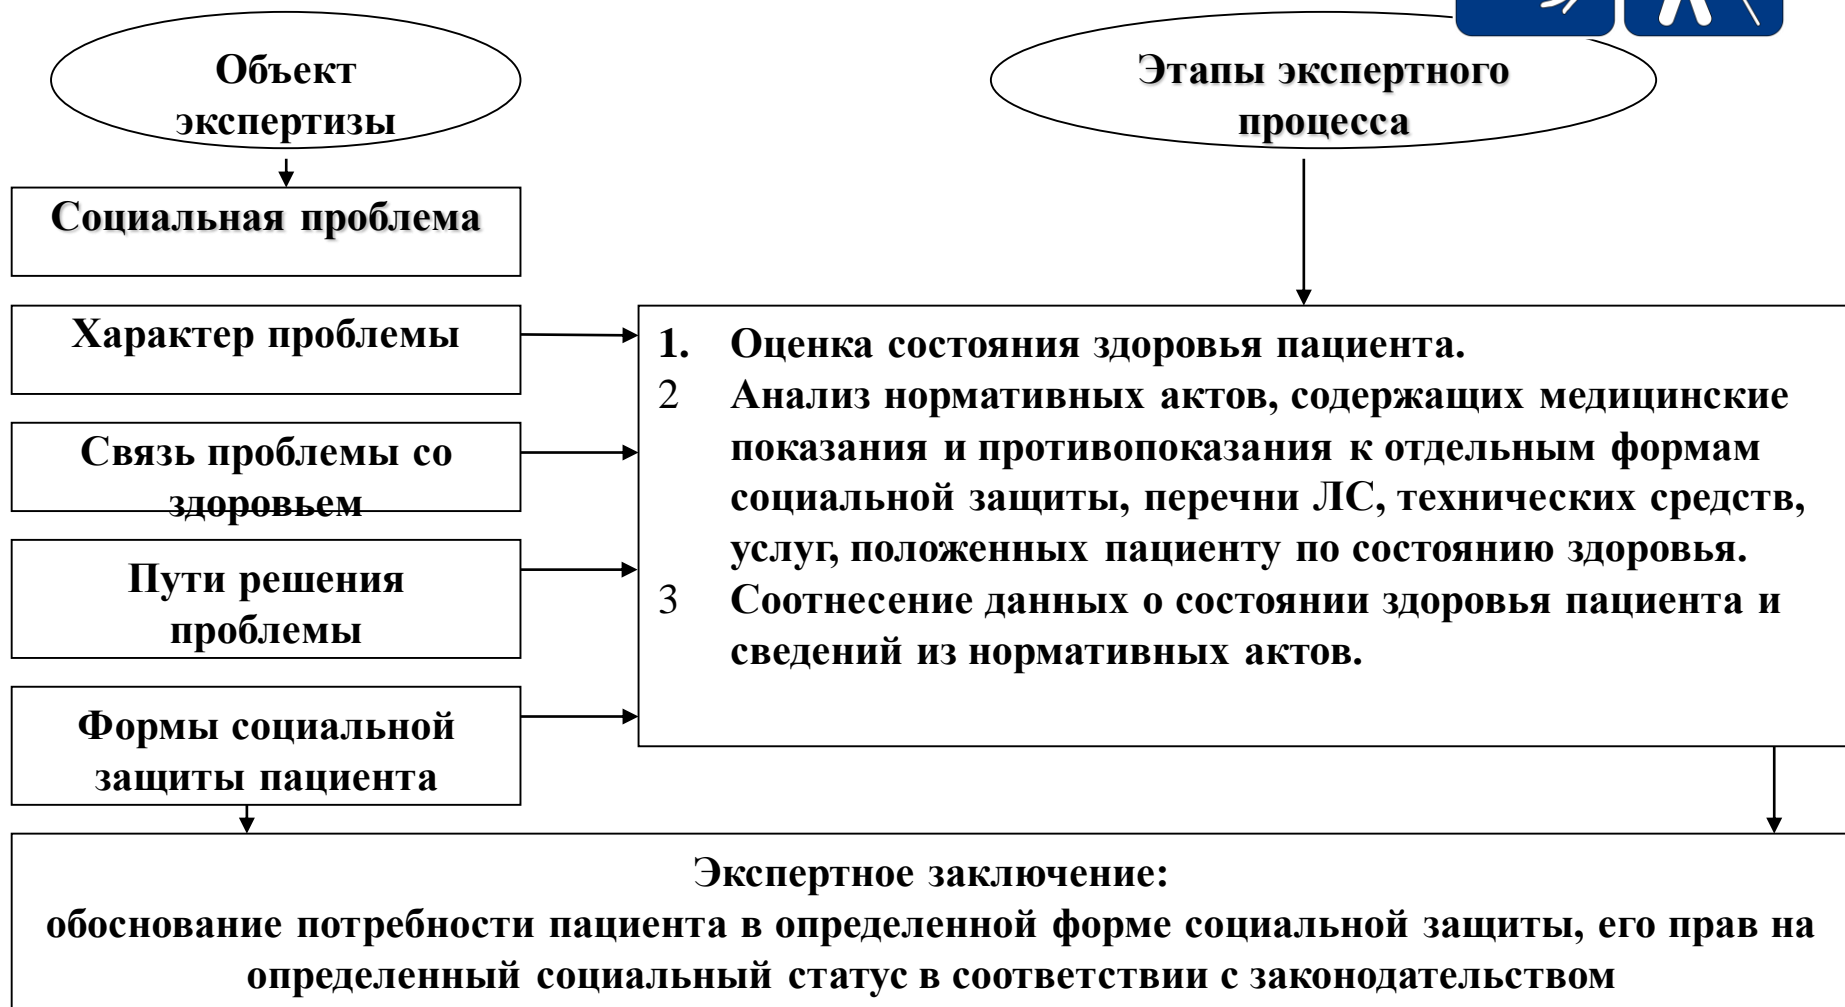 Объект
экспертизы
Этапы экспертного
процесса
Социальная проблема
Характер проблемы
Связь проблемы со
здоровьем
Пути решения
проблемы
Формы социальной
защиты пациента
1. Оценка состояния здоровья пациента.
2 Анализ нормативных актов, содержащих медицинские
показания и противопоказания к отдельным формам
социальной защиты, перечни ЛС, технических средств,
услуг, положенных пациенту по состоянию здоровья.
3 Соотнесение данных о состоянии здоровья пациента и
сведений из нормативных актов.
Экспертное заключение:
обоснование потребности пациента в определенной форме социальной защиты, его прав на
определенный социальный статус в соответствии с законодательством